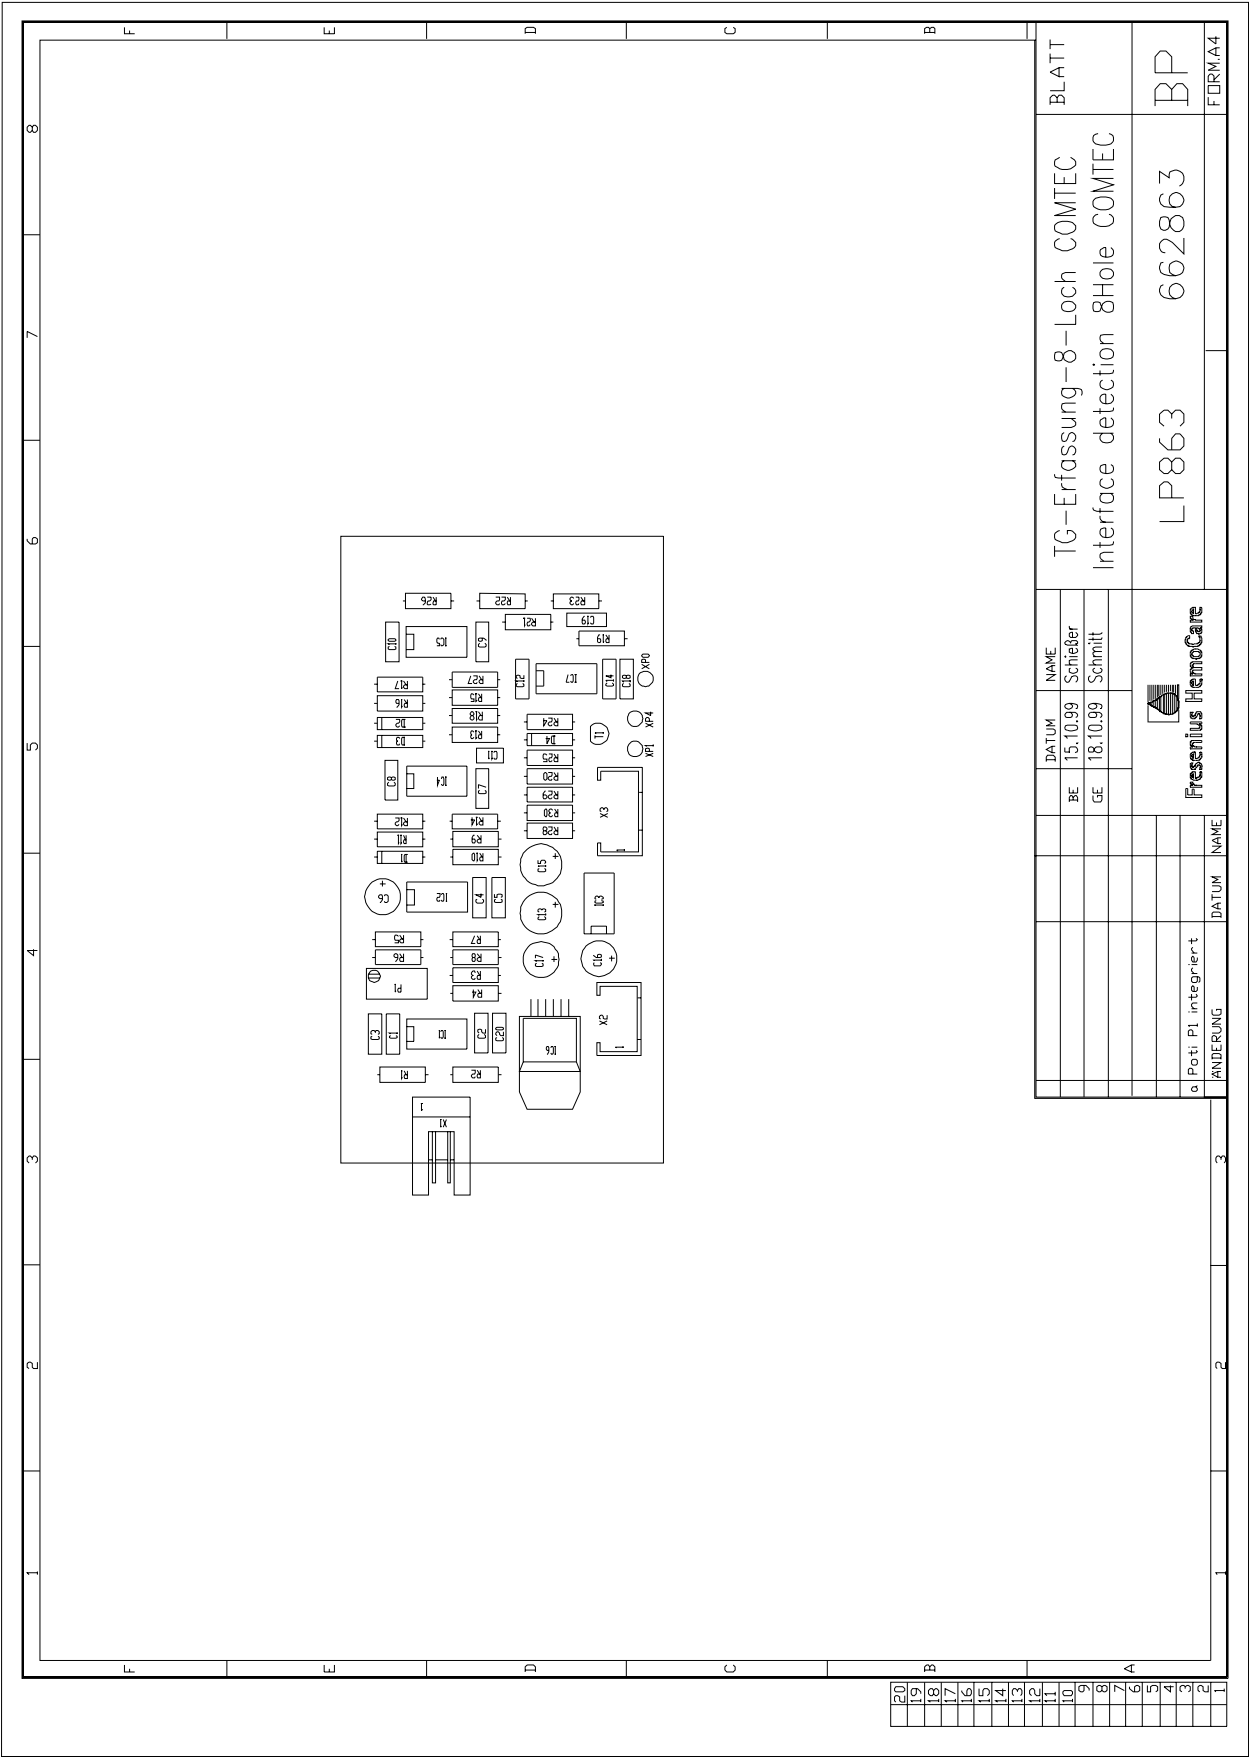 F E D C B
8
7
6
5
4
3
2
1
F E D C B A
3
2
1
R26
R22
R23
R21
C19
R19
C10
IC5
C9
R17
R16
D2
D3
R27
R15
R18
R13
C12
IC7
C14
C18
XP0
XP4
XP1
R24
D4
R25
R20
R29
R30
R28
T1
C11
C8
IC4
C7
X3
1
R12
R11
D1
R14
R9
R10
C15
C6
IC2
C4
C5
C13
IC3
R5
R6
P1
R7
R8
R3
R4
C17
C16
C3
C1
IC1
C2
C20
IC6
X2
1
R1
R2
1
X1
BLATT
BP
FORM.A4
TG-Erfassung-8-Loch COMTEC
Interface detection 8Hole COMTEC
LP863 662863
DATUM NAME
BE 15.10.99 Schießer
GE 18.10.99 Schmitt
Fresenius HemoCare
a Poti P1 integriert
ÄNDERUNG DATUM NAME
20
19
18
17
16
15
14
13
12
11
10
9
8
7
6
5
4
3
2
1